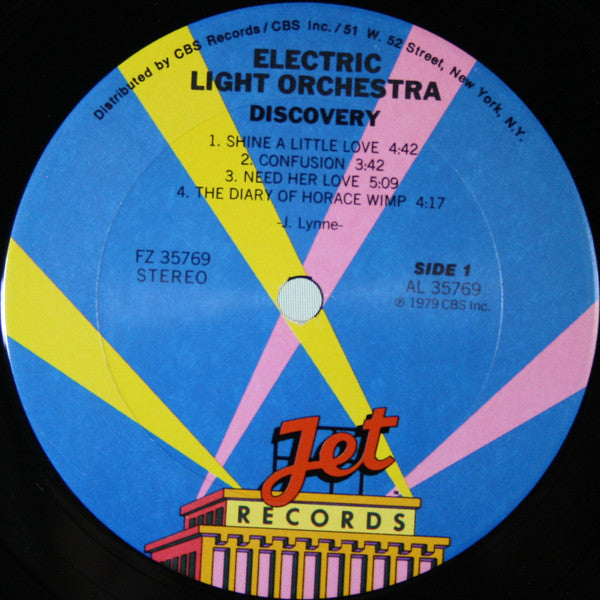 Distributed by CBS Records/CBS Inc./51 W. 52 Street, New York, N.Y.
ELECTRIC
LIGHT ORCHESTRA
DISCOVERY
1. SHINE A LITTLE LOVE 4:42
2. CONFUSION 3:42
3. NEED HER LOVE 5:09
4. THE DIARY OF HORACE WIMP 4:17
-J. Lynne-
FZ 35769
STEREO
SIDE 1
AL 35769
℗ 1979 CBS Inc.
Jet
RECORDS